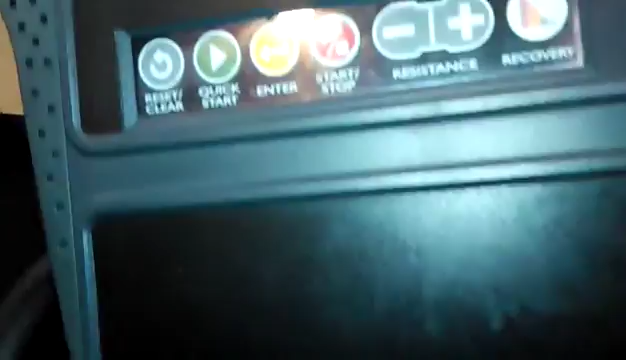 RESET/
CLEAR
QUICK
START
ENTER
START/
STOP
RESISTANCE
RECOVERY